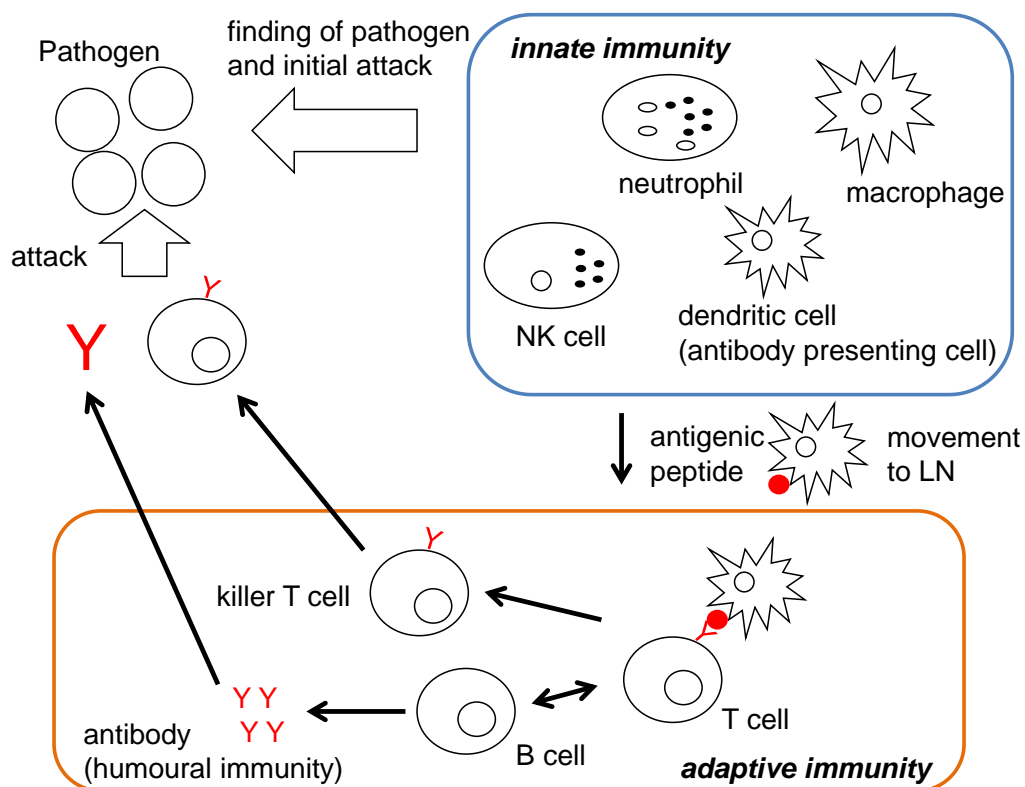 Pathogen
finding of pathogen
and initial attack
innate immunity
neutrophil
macrophage
NK cell
dendritic cell
(antibody presenting cell)
attack
Y
Y
antigenic
peptide
movement
to LN
killer T cell
Y
Y
T cell
B cell
Y Y
Y Y
antibody
(humoural immunity)
adaptive immunity